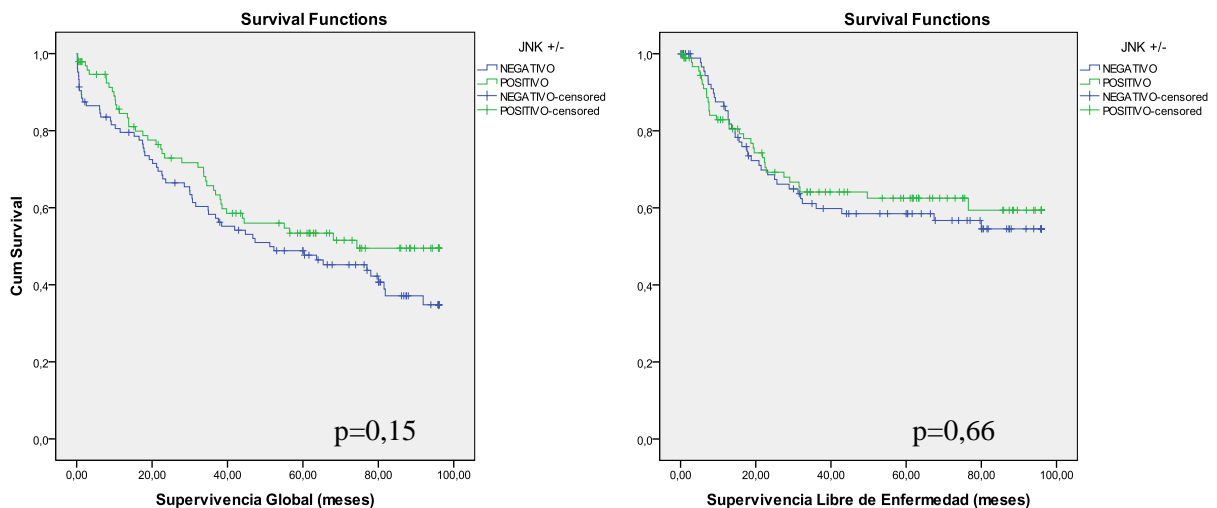 Survival Functions
JNK +/-
NEGATIVO
POSITIVO
NEGATIVO-censored
POSITIVO-censored
Cum Survival
1,0
0,8
0,6
0,4
0,2
0,0
p=0,15
0,00 20,00 40,00 60,00 80,00 100,00
Supervivencia Global (meses)
Survival Functions
JNK +/-
NEGATIVO
POSITIVO
NEGATIVO-censored
POSITIVO-censored
1,0
0,8
0,6
0,4
0,2
0,0
p=0,66
0,00 20,00 40,00 60,00 80,00 100,00
Supervivencia Libre de Enfermedad (meses)